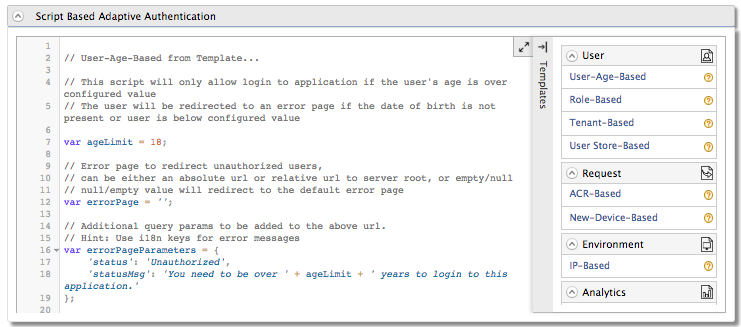 Script Based Adaptive Authentication
1
2 // User-Age-Based from Template...
3
4 // This script will only allow login to application if the user's age is over
configured value
5 // The user will be redirected to an error page if the date of birth is not
present or user is below configured value
6
7 var ageLimit = 18;
8
9 // Error page to redirect unauthorized users,
10 // can be either an absolute url or relative url to server root, or empty/null
11 // null/empty value will redirect to the default error page
12 var errorPage = '';
13
14 // Additional query params to be added to the above url.
15 // Hint: Use i18n keys for error messages
16 var errorPageParameters = {
17 'status': 'Unauthorized',
18 'statusMsg': 'You need to be over ' + ageLimit + ' years to login to this
application.'
19 };
20
Templates
User
User-Age-Based
Role-Based
Tenant-Based
User Store-Based
Request
ACR-Based
New-Device-Based
Environment
IP-Based
Analytics